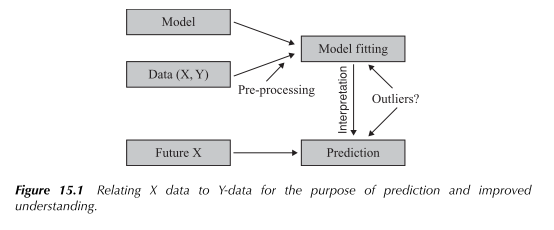 Model
Model fitting
Data (X, Y)
Pre-processing
Interpretation
Outliers?
Future X
Prediction
Figure 15.1 Relating X data to Y-data for the purpose of prediction and improved
understanding.